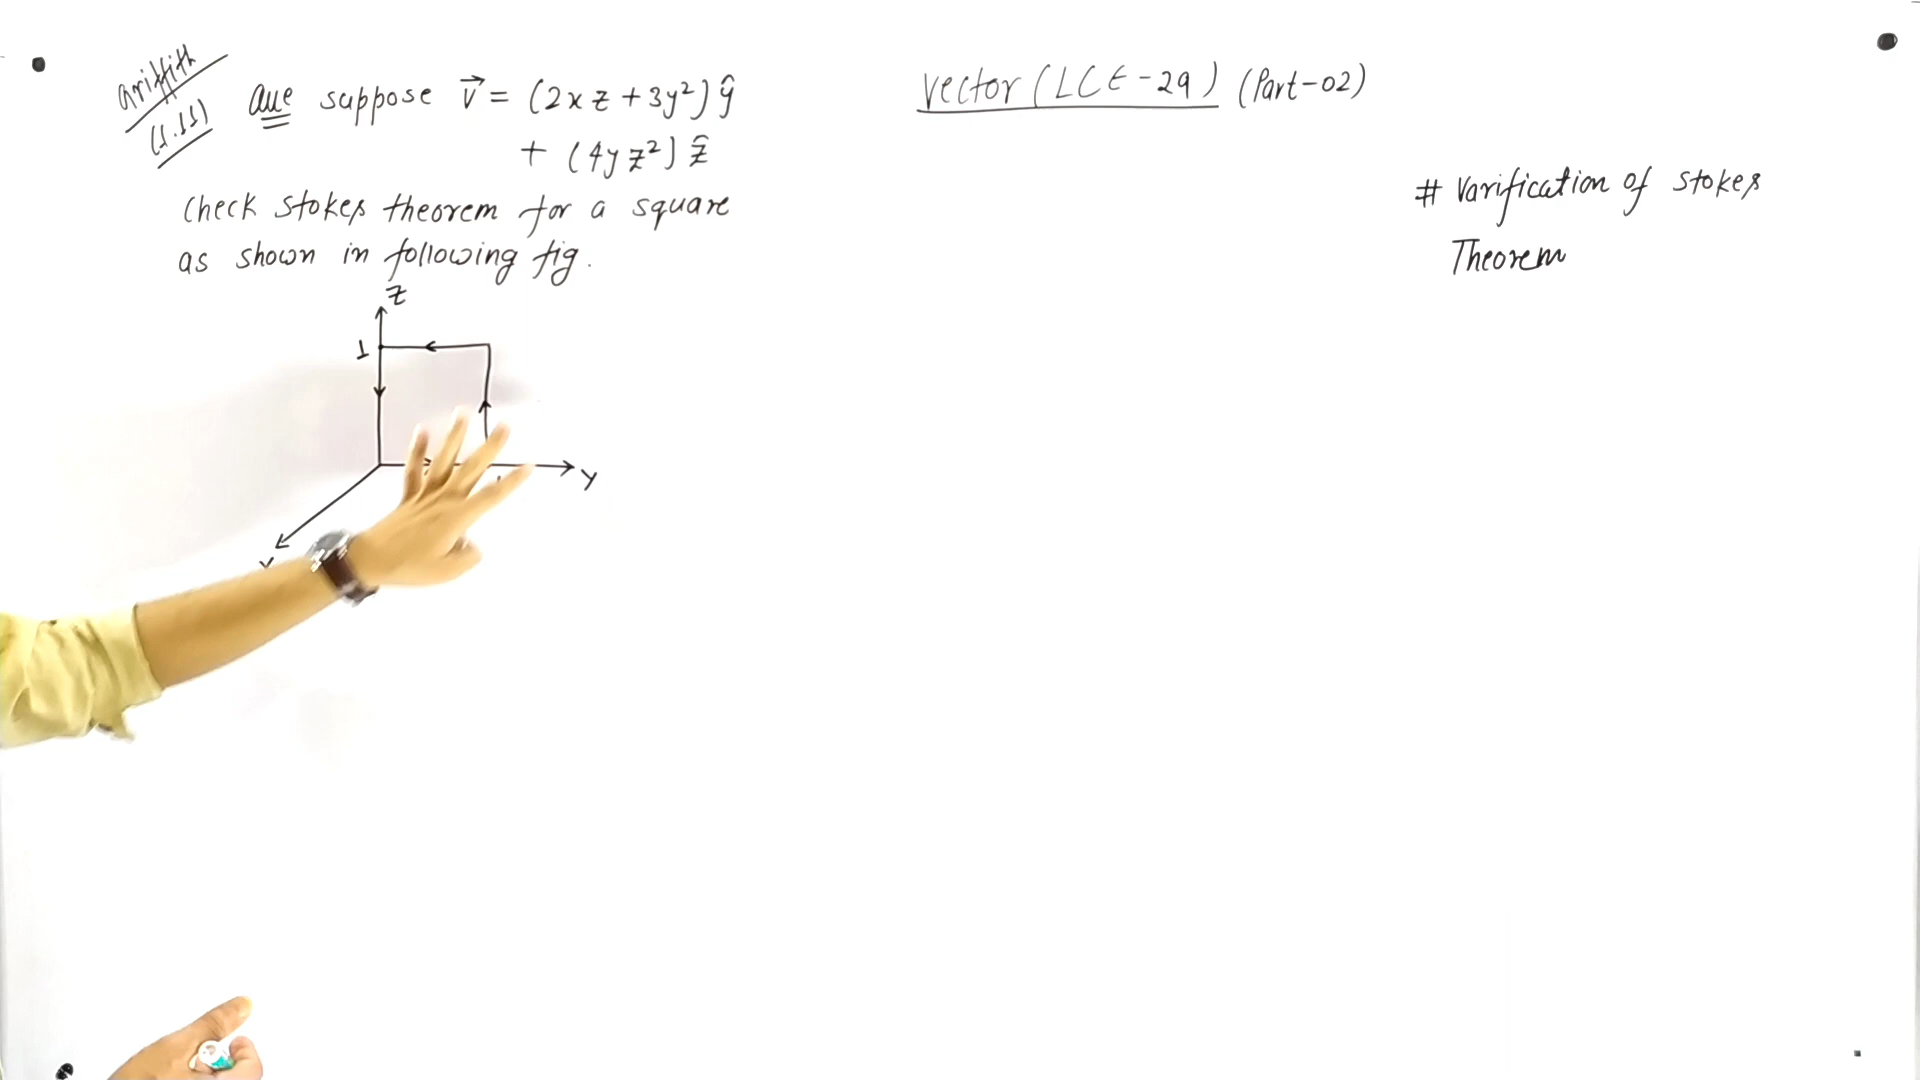 Griffith
(1.11)
Que suppose v⃗ = (2xz + 3y²) ŷ
+ (4yz²) ẑ
check stokes theorem for a square
as shown in following fig.
z
1
y
vector (LCE-29) (Part-02)
# Varification of stokes
Theorem